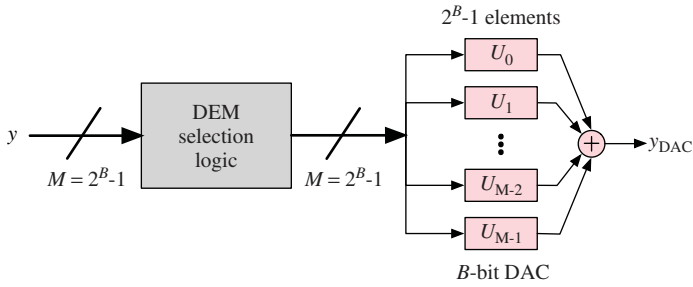 2^B-1 elements
U_0
U_1
U_M-2
U_M-1
DEM
selection
logic
y
M = 2^B-1
M = 2^B-1
+
y_DAC
B-bit DAC